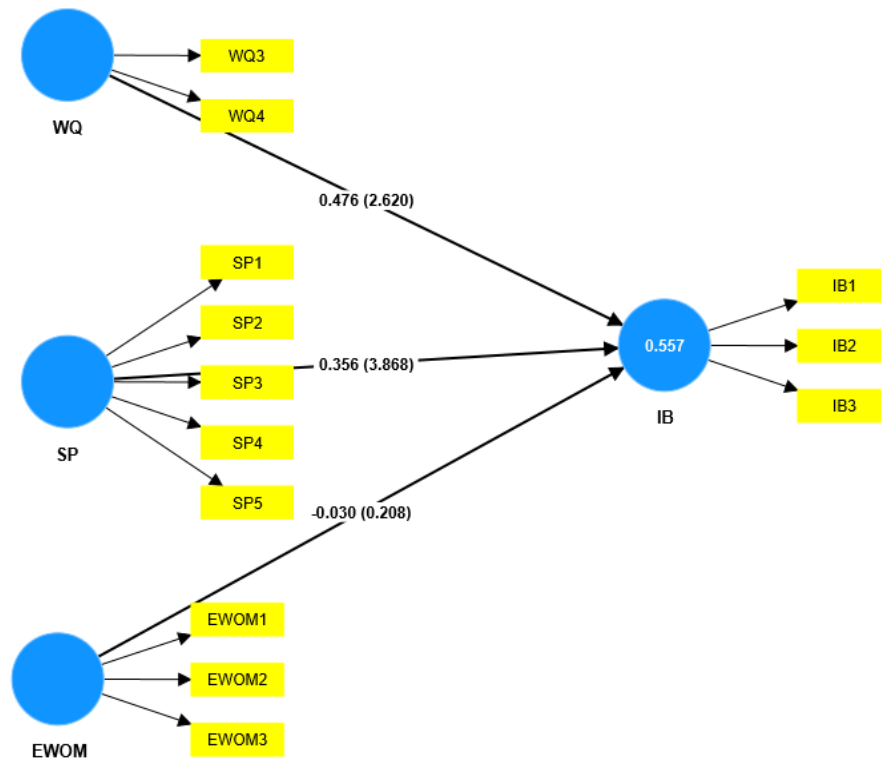 WQ3
WQ4
WQ
0.476 (2.620)
SP1
SP2
SP3
SP4
SP5
SP
0.356 (3.868)
-0.030 (0.208)
EWOM1
EWOM2
EWOM3
EWOM
0.557
IB
IB1
IB2
IB3